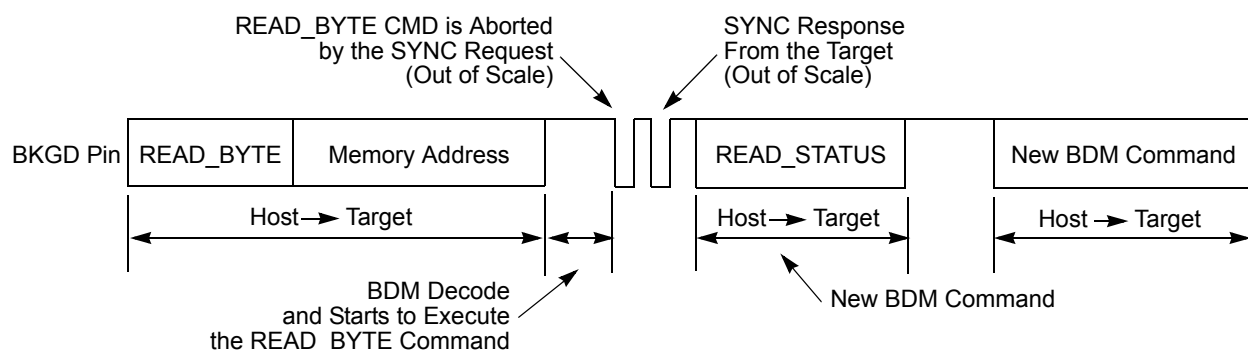 READ_BYTE CMD is Aborted
by the SYNC Request
(Out of Scale)
SYNC Response
From the Target
(Out of Scale)
BKGD Pin
READ_BYTE
Memory Address
READ_STATUS
New BDM Command
Host → Target
Host → Target
Host → Target
BDM Decode
and Starts to Execute
the READ_BYTE Command
New BDM Command